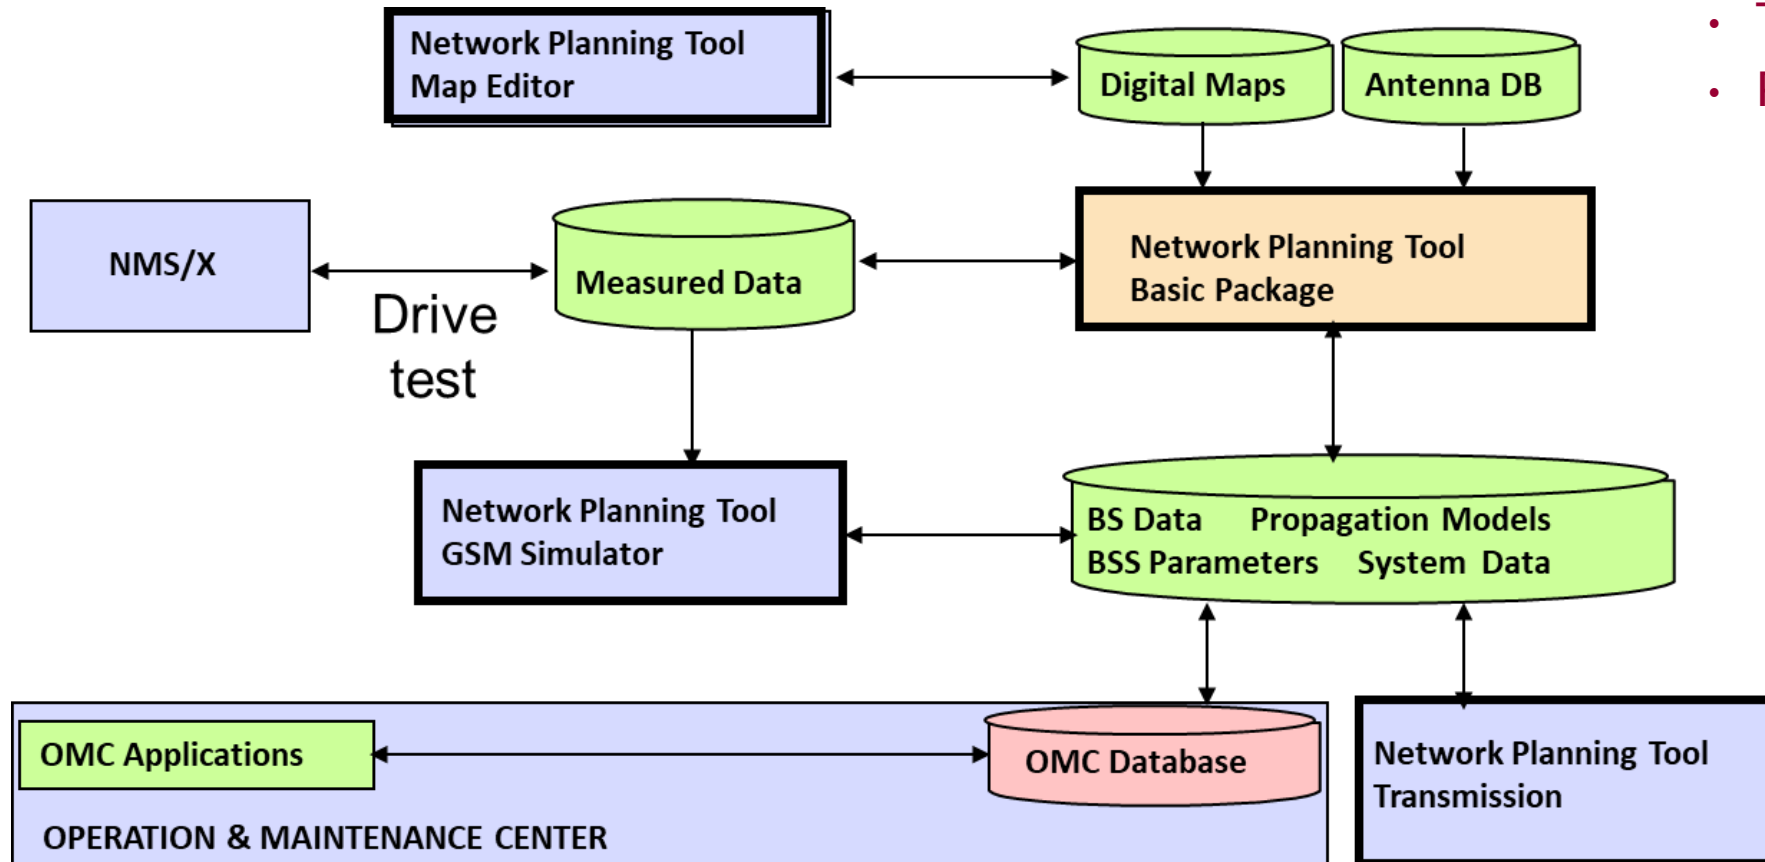 Network Planning Tool
Map Editor
Digital Maps
Antenna DB
NMS/X
Drive
test
Measured Data
Network Planning Tool
Basic Package
Network Planning Tool
GSM Simulator
BS Data Propagation Models
BSS Parameters System Data
OMC Applications
OMC Database
OPERATION & MAINTENANCE CENTER
Network Planning Tool
Transmission